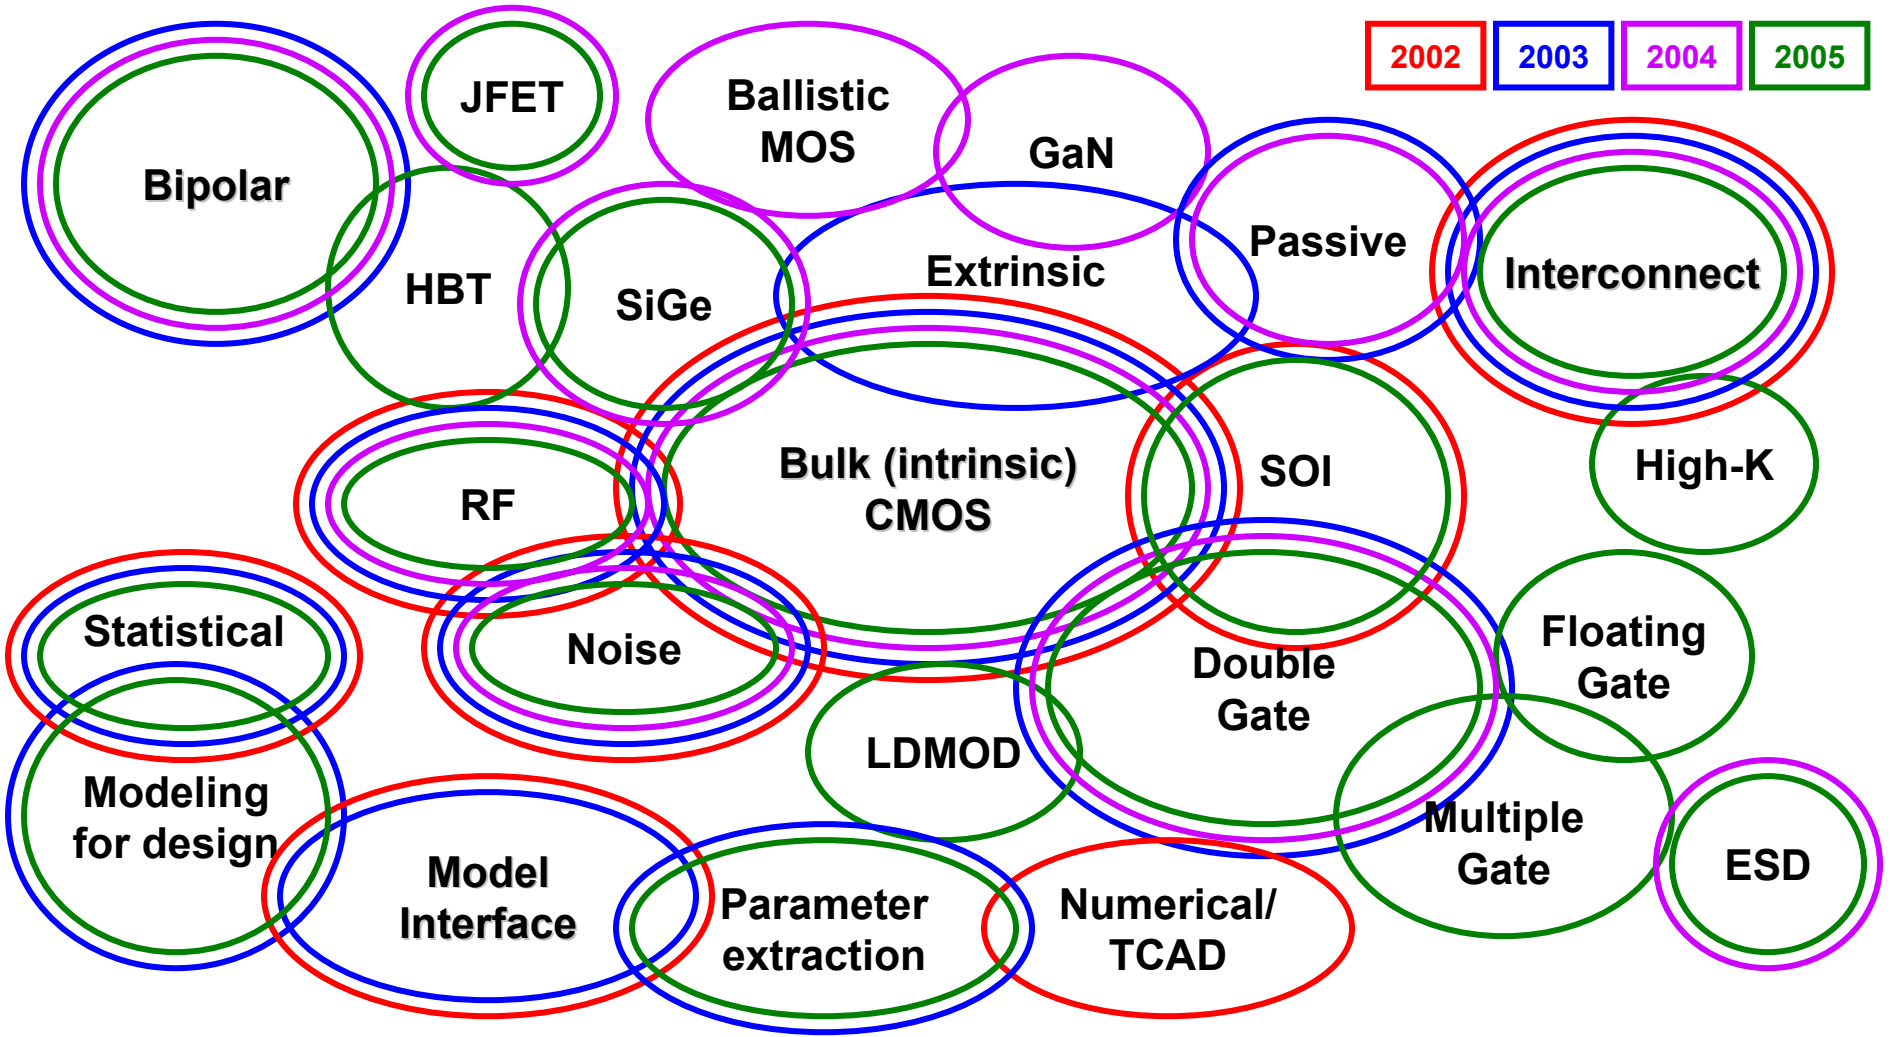 2002
2003
2004
2005
JFET
Ballistic
MOS
GaN
Bipolar
Passive
Extrinsic
Interconnect
HBT
SiGe
Bulk (intrinsic)
CMOS
SOI
High-K
RF
Statistical
Noise
Double
Gate
Floating
Gate
LDMOD
Modeling
for design
Multiple
Gate
ESD
Model
Interface
Parameter
extraction
Numerical/
TCAD